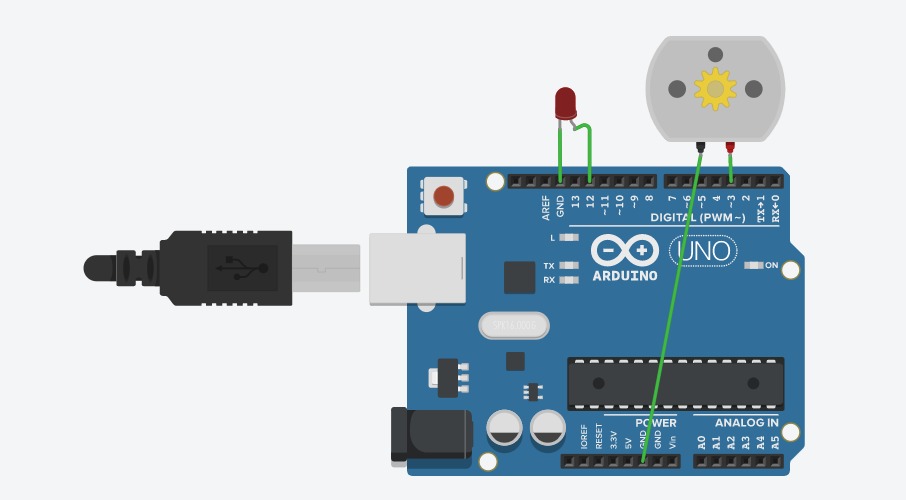 AREF
GND
13
12
~11
~10
~9
8
7
~6
~5
4
~3
2
TX→1
RX←0
DIGITAL (PWM~)
L
TX
RX
ARDUINO
UNO
ON
POWER
ANALOG IN
IOREF
RESET
3.3V
5V
GND
GND
Vin
A0
A1
A2
A3
A4
A5